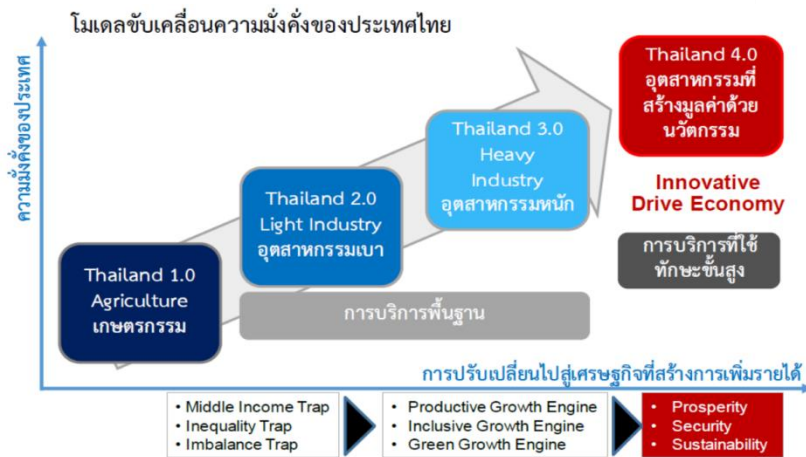 โมเดลขับเคลื่อนความมั่งคั่งของประเทศไทย
ความมั่งคั่งของประเทศ
Thailand 1.0
Agriculture
เกษตรกรรม
Thailand 2.0
Light Industry
อุตสาหกรรมเบา
Thailand 3.0
Heavy
Industry
อุตสาหกรรมหนัก
Thailand 4.0
อุตสาหกรรมที่
สร้างมูลค่าด้วย
นวัตกรรม
Innovative
Drive Economy
การบริการพื้นฐาน
การบริการที่ใช้
ทักษะขั้นสูง
การปรับเปลี่ยนไปสู่เศรษฐกิจที่สร้างการเพิ่มรายได้
• Middle Income Trap
• Inequality Trap
• Imbalance Trap
• Productive Growth Engine
• Inclusive Growth Engine
• Green Growth Engine
• Prosperity
• Security
• Sustainability